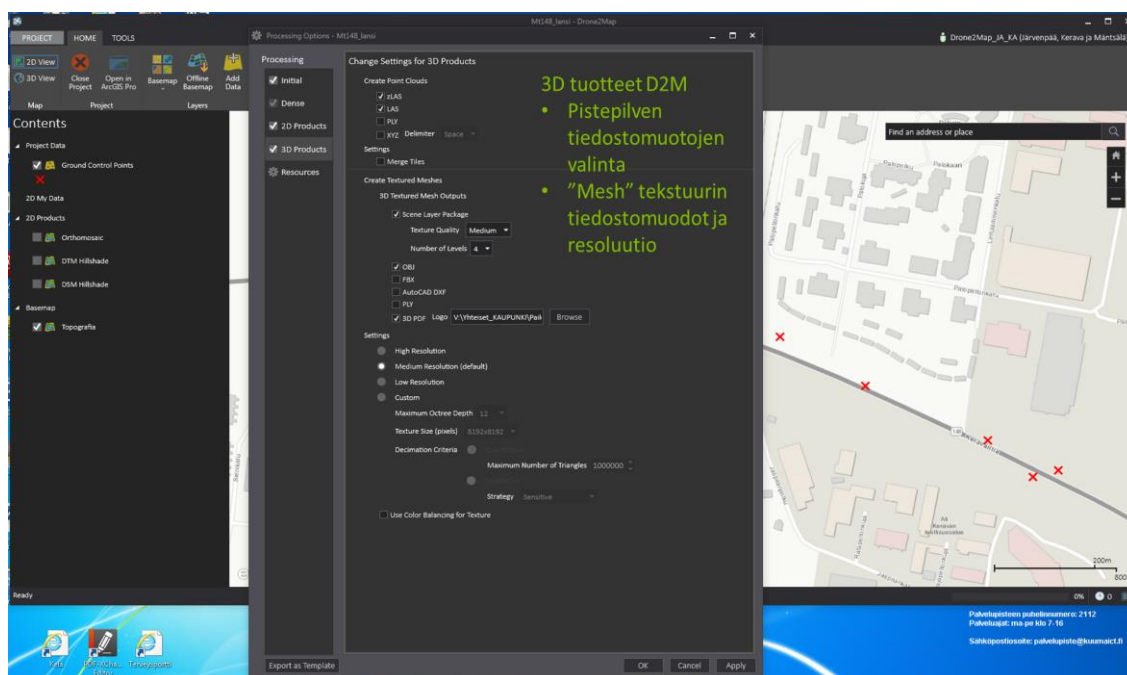 Mt148_lansi - Drone2Map
PROJECT HOME TOOLS
Drone2Map_JA_KA (Järvenpää, Kerava ja Mäntsälä)
2D View
3D View
Close Project
Open in ArcGIS Pro
Basemap
Offline Basemap
Add Data
Map Project Layers
Contents
Project Data
Ground Control Points
2D My Data
2D Products
Orthomosaic
DTM Hillshade
DSM Hillshade
Basemap
Topografia
Ready
Processing Options - Mt148_lansi
Processing
Initial
Dense
2D Products
3D Products
Resources
Change Settings for 3D Products
Create Point Clouds
zLAS
LAS
PLY
XYZ Delimiter Space
Settings
Merge Tiles
Create Textured Meshes
3D Textured Mesh Outputs
Scene Layer Package
Texture Quality Medium
Number of Levels 4
OBJ
FBX
AutoCAD DXF
PLY
3D PDF Logo V:\Yhteiset_KAUPUNKI\Paik Browse
Settings
High Resolution
Medium Resolution (default)
Low Resolution
Custom
Maximum Octree Depth 12
Texture Size (pixels) 8192x8192
Decimation Criteria
Maximum Number of Triangles 1000000
Strategy Sensitive
Use Color Balancing for Texture
Export as Template
OK Cancel Apply
3D tuotteet D2M
• Pistepilven
tiedostomuotojen
valinta
• ”Mesh” tekstuurin
tiedostomuodot ja
resoluutio
Find an address or place
200m
800
0% 0
Palvelupisteen puhelinnumero: 2112
Palveluajat: ma-pe klo 7-16
Sähköpostiosoite: palvelupiste@kuumaict.fi
Kela
PDF-XCha...
Editor
Terveysportti